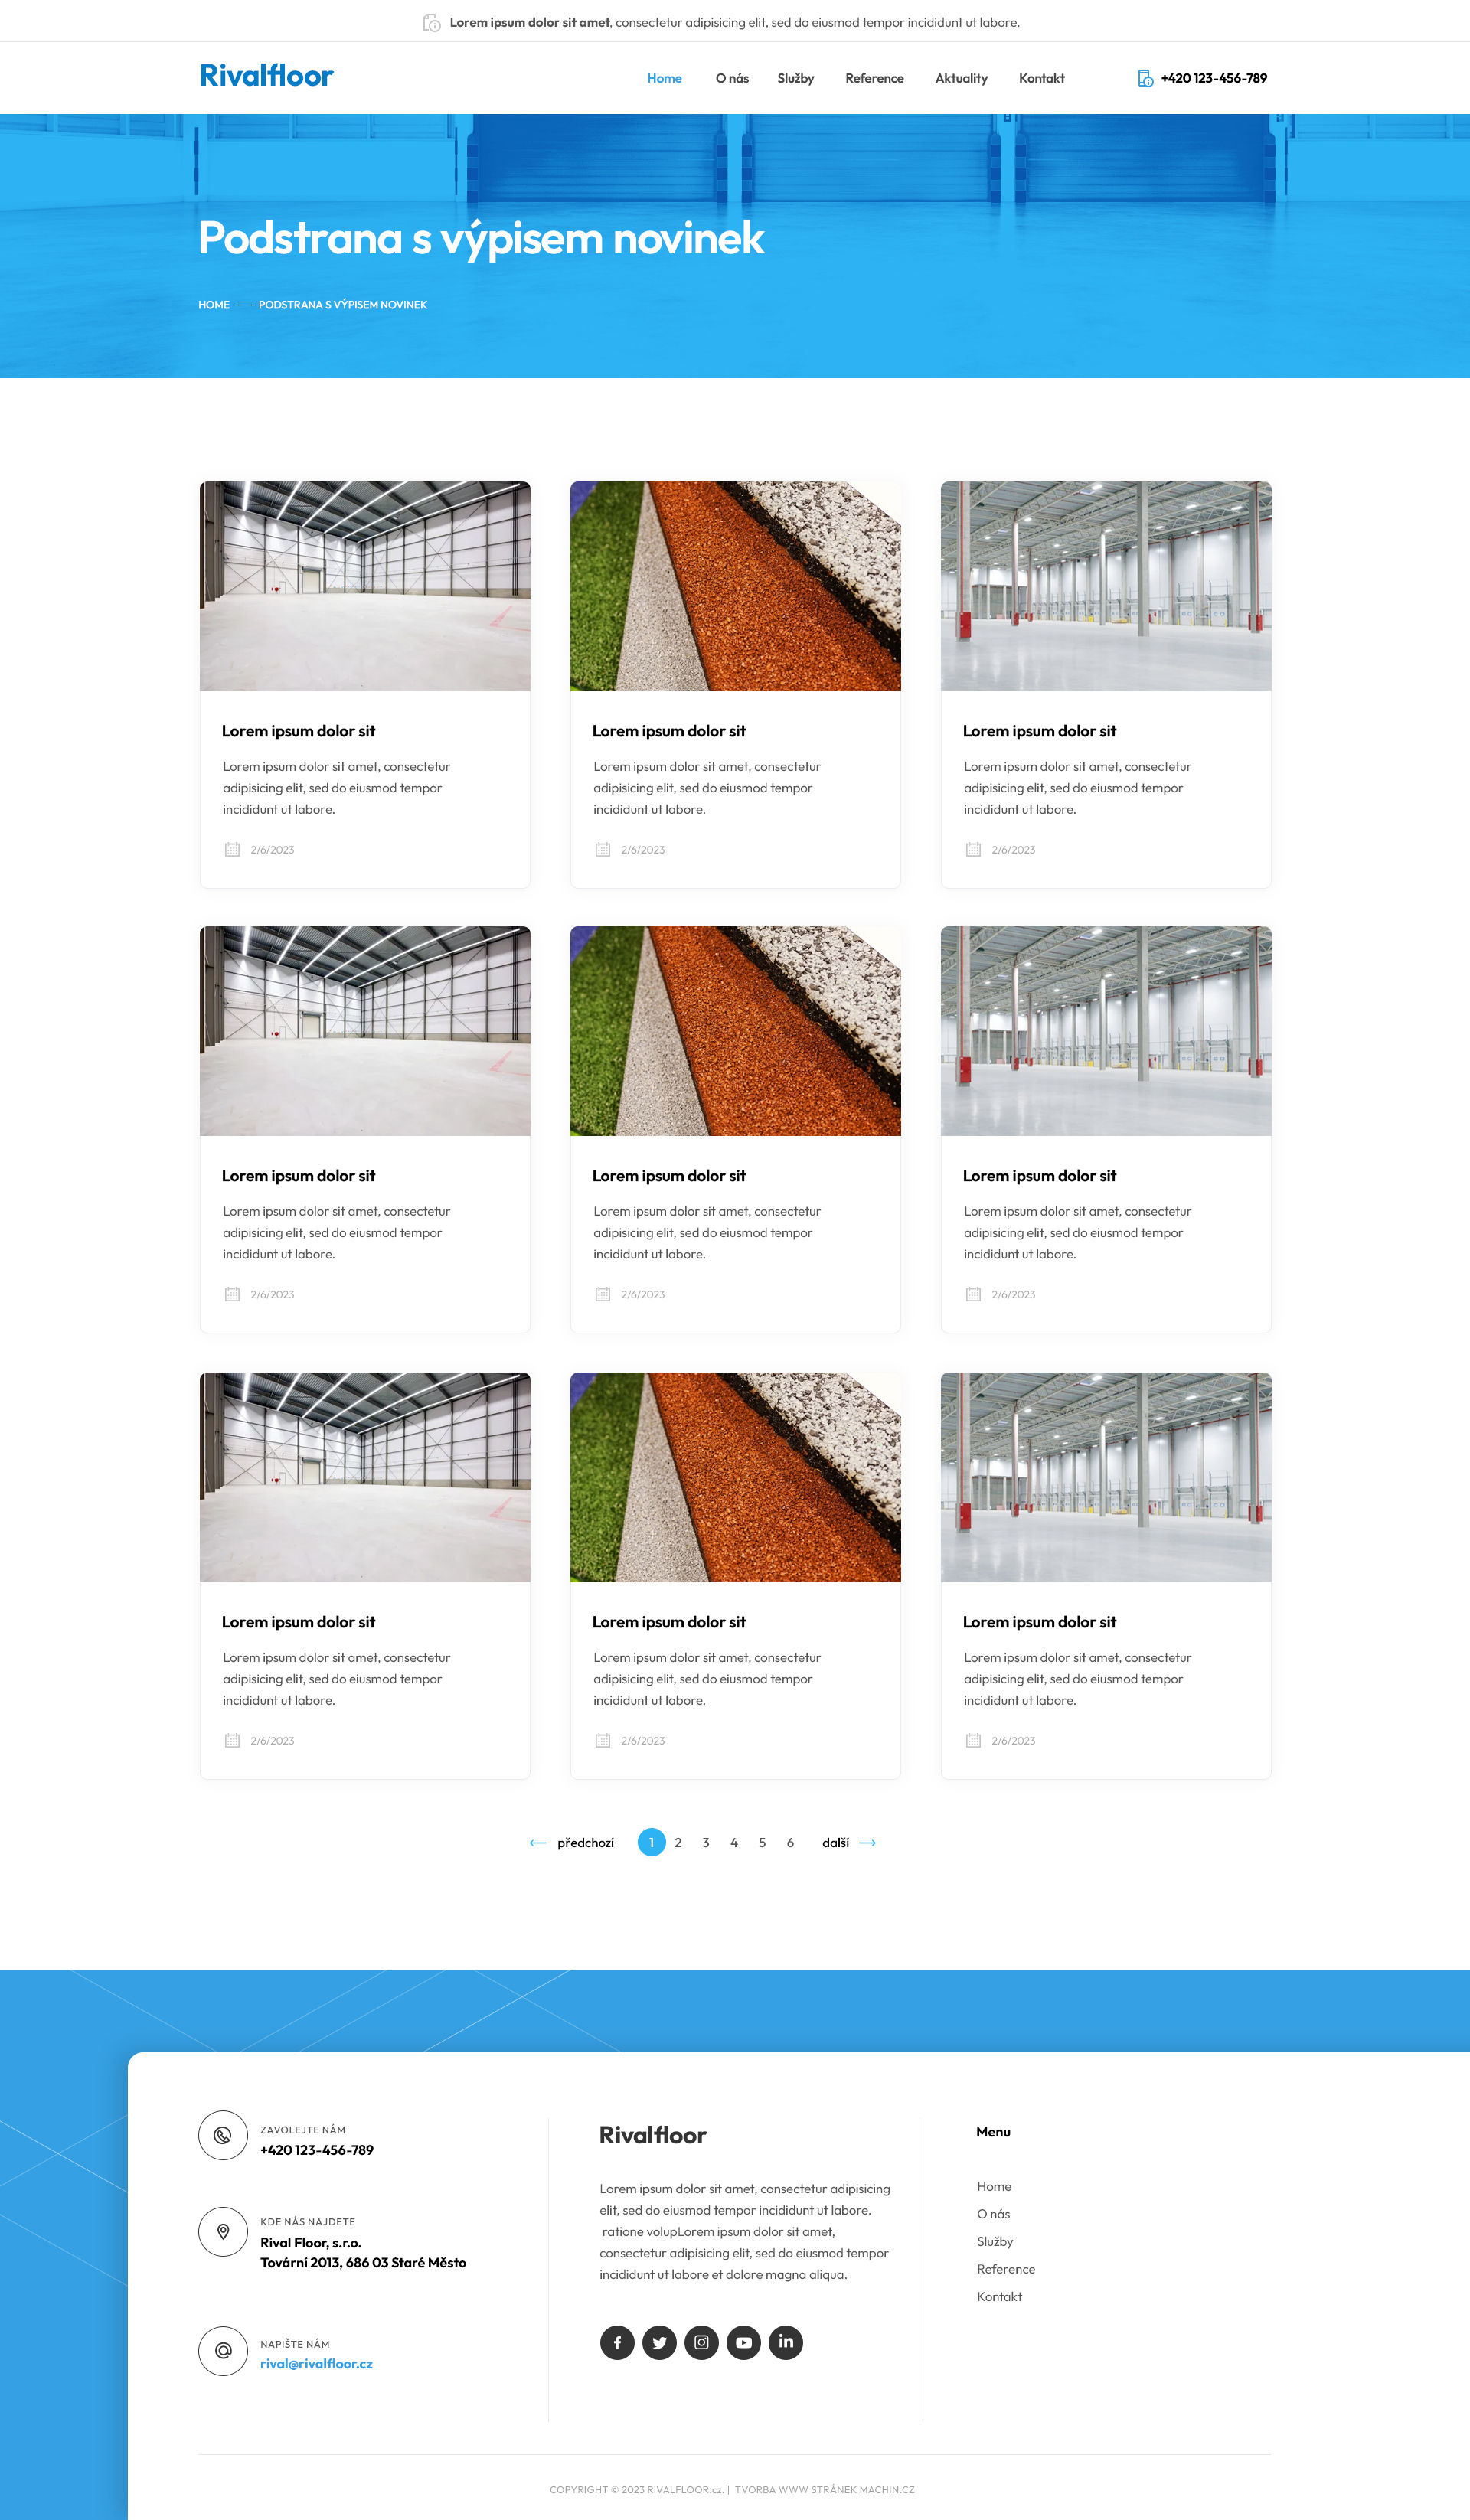 Lorem ipsum dolor sit amet, consectetur adipisicing elit, sed do eiusmod tempor incididunt ut labore.
Rivalfloor
Home O nás Služby Reference Aktuality Kontakt +420 123-456-789
Podstrana s výpisem novinek
HOME — PODSTRANA S VÝPISEM NOVINEK
Lorem ipsum dolor sit
Lorem ipsum dolor sit amet, consectetur
adipisicing elit, sed do eiusmod tempor
incididunt ut labore.
2/6/2023
Lorem ipsum dolor sit
Lorem ipsum dolor sit amet, consectetur
adipisicing elit, sed do eiusmod tempor
incididunt ut labore.
2/6/2023
Lorem ipsum dolor sit
Lorem ipsum dolor sit amet, consectetur
adipisicing elit, sed do eiusmod tempor
incididunt ut labore.
2/6/2023
Lorem ipsum dolor sit
Lorem ipsum dolor sit amet, consectetur
adipisicing elit, sed do eiusmod tempor
incididunt ut labore.
2/6/2023
Lorem ipsum dolor sit
Lorem ipsum dolor sit amet, consectetur
adipisicing elit, sed do eiusmod tempor
incididunt ut labore.
2/6/2023
Lorem ipsum dolor sit
Lorem ipsum dolor sit amet, consectetur
adipisicing elit, sed do eiusmod tempor
incididunt ut labore.
2/6/2023
Lorem ipsum dolor sit
Lorem ipsum dolor sit amet, consectetur
adipisicing elit, sed do eiusmod tempor
incididunt ut labore.
2/6/2023
Lorem ipsum dolor sit
Lorem ipsum dolor sit amet, consectetur
adipisicing elit, sed do eiusmod tempor
incididunt ut labore.
2/6/2023
Lorem ipsum dolor sit
Lorem ipsum dolor sit amet, consectetur
adipisicing elit, sed do eiusmod tempor
incididunt ut labore.
2/6/2023
předchozí 1 2 3 4 5 6 další
ZAVOLEJTE NÁM
+420 123-456-789
KDE NÁS NAJDETE
Rival Floor, s.r.o.
Tovární 2013, 686 03 Staré Město
NAPIŠTE NÁM
rival@rivalfloor.cz
Rivalfloor
Lorem ipsum dolor sit amet, consectetur adipisicing
elit, sed do eiusmod tempor incididunt ut labore.
ratione volupLorem ipsum dolor sit amet,
consectetur adipisicing elit, sed do eiusmod tempor
incididunt ut labore et dolore magna aliqua.
Menu
Home
O nás
Služby
Reference
Kontakt
COPYRIGHT © 2023 RIVALFLOOR.cz. | TVORBA WWW STRÁNEK MACHIN.CZ